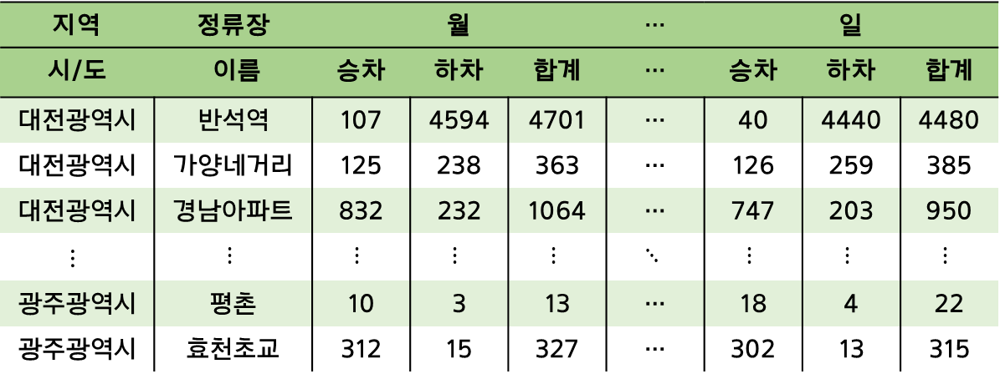 지역 정류장 월 ⋯ 일
시/도 이름 승차 하차 합계 ⋯ 승차 하차 합계
대전광역시 반석역 107 4594 4701 ⋯ 40 4440 4480
대전광역시 가양네거리 125 238 363 ⋯ 126 259 385
대전광역시 경남아파트 832 232 1064 ⋯ 747 203 950
⋮ ⋮ ⋮ ⋮ ⋮ ⋱ ⋮ ⋮ ⋮
광주광역시 평촌 10 3 13 ⋯ 18 4 22
광주광역시 효천초교 312 15 327 ⋯ 302 13 315